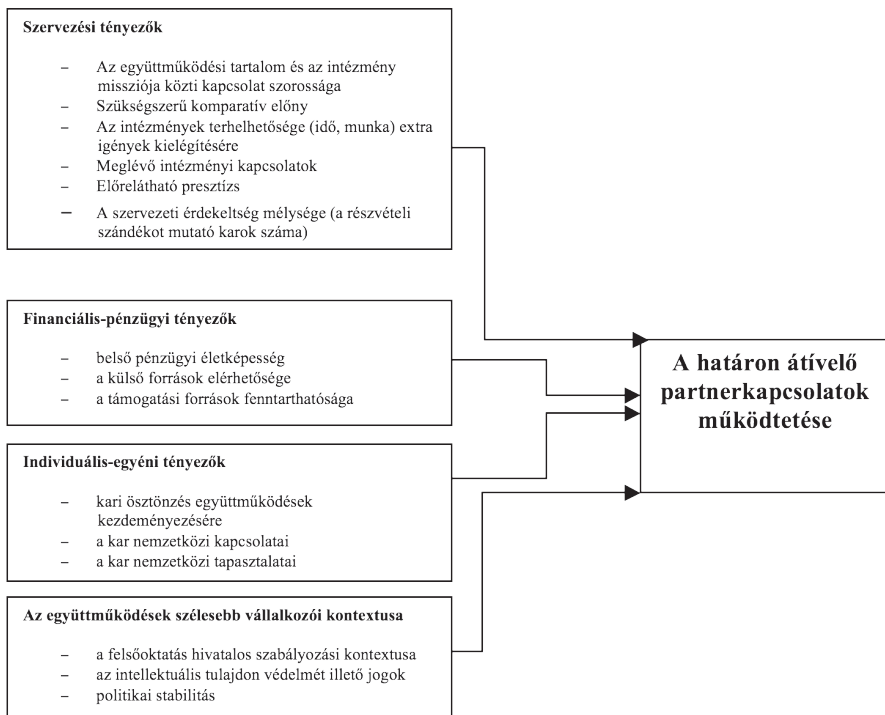 Szervezési tényezők
– Az együttműködési tartalom és az intézmény
missziója közti kapcsolat szorossága
– Szükségszerű komparatív előny
– Az intézmények terhelhetősége (idő, munka) extra
igények kielégítésére
– Meglévő intézményi kapcsolatok
– Előrelátható presztízs
– A szervezeti érdekeltség mélysége (a részvételi
szándékot mutató karok száma)
Financiális-pénzügyi tényezők
– belső pénzügyi életképesség
– a külső források elérhetősége
– a támogatási források fenntarthatósága
Individuális-egyéni tényezők
– kari ösztönzés együttműködések
kezdeményezésére
– a kar nemzetközi kapcsolatai
– a kar nemzetközi tapasztalatai
Az együttműködések szélesebb vállalkozói kontextusa
– a felsőoktatás hivatalos szabályozási kontextusa
– az intellektuális tulajdon védelmét illető jogok
– politikai stabilitás
A határon átívelő
partnerkapcsolatok
működtetése